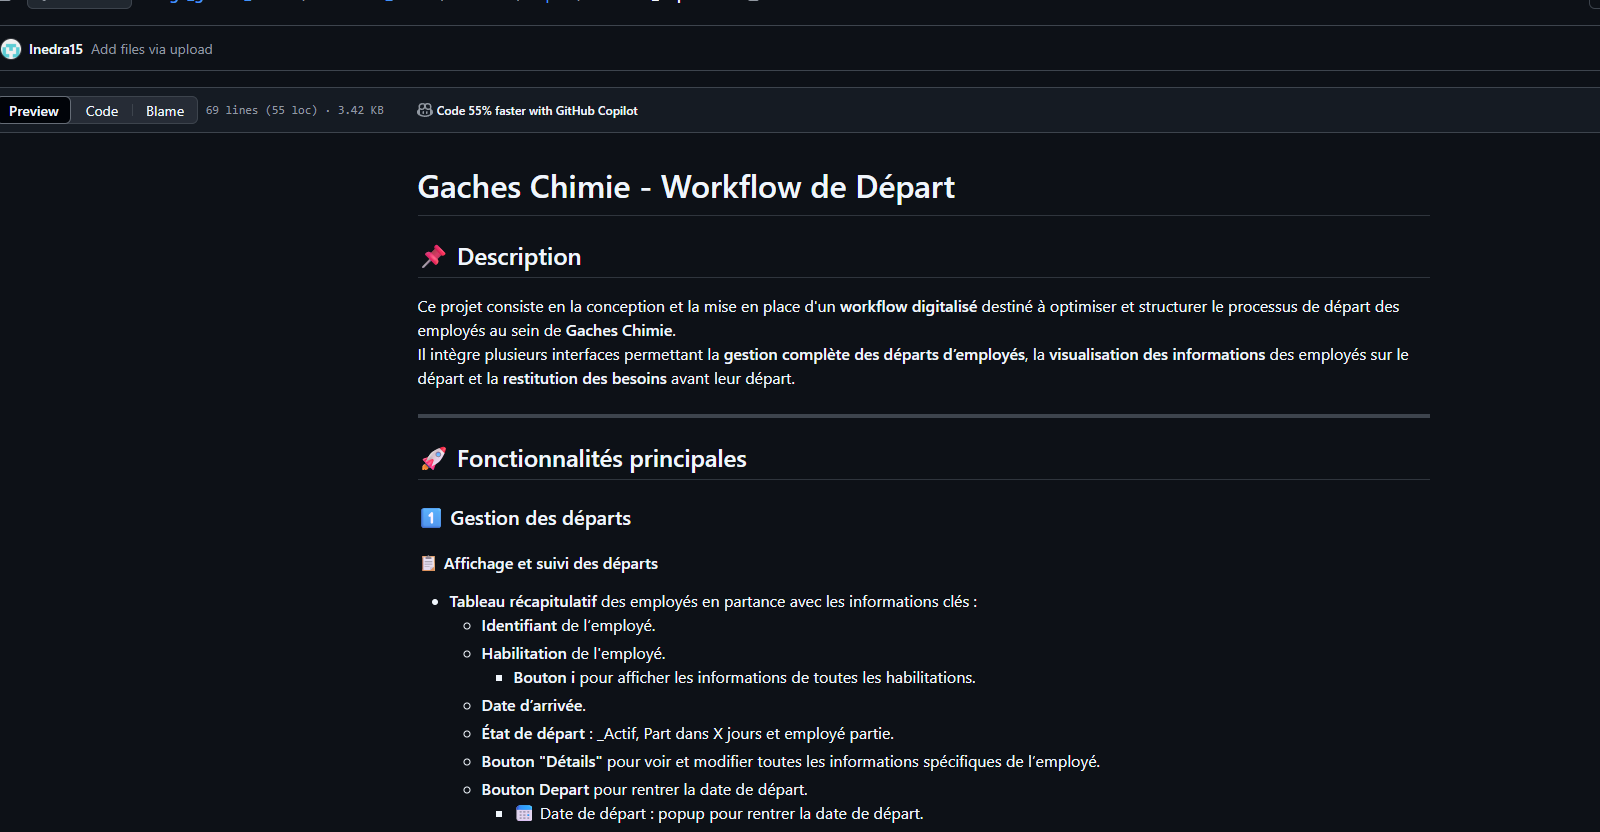 Inedra15 Add files via upload
Preview Code Blame 69 lines (55 loc) · 3.42 KB Code 55% faster with GitHub Copilot
Gaches Chimie - Workflow de Départ
📌 Description
Ce projet consiste en la conception et la mise en place d'un workflow digitalisé destiné à optimiser et structurer le processus de départ des
employés au sein de Gaches Chimie.
Il intègre plusieurs interfaces permettant la gestion complète des départs d’employés, la visualisation des informations des employés sur le
départ et la restitution des besoins avant leur départ.
🚀 Fonctionnalités principales
1️⃣ Gestion des départs
📋 Affichage et suivi des départs
Tableau récapitulatif des employés en partance avec les informations clés :
Identifiant de l’employé.
Habilitation de l'employé.
Bouton i pour afficher les informations de toutes les habilitations.
Date d’arrivée.
État de départ : _Actif, Part dans X jours et employé partie.
Bouton "Détails" pour voir et modifier toutes les informations spécifiques de l’employé.
Bouton Depart pour rentrer la date de départ.
📅 Date de départ : popup pour rentrer la date de départ.